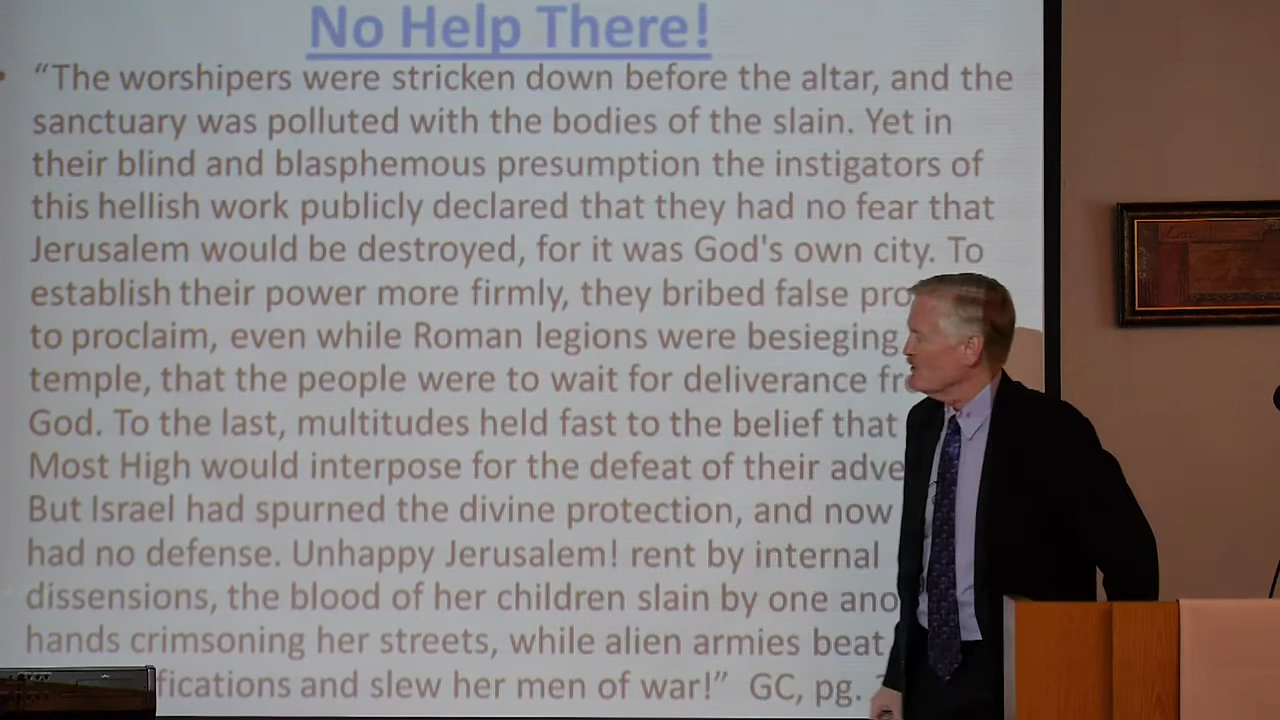 No Help There!
“The worshipers were stricken down before the altar, and the
sanctuary was polluted with the bodies of the slain. Yet in
their blind and blasphemous presumption the instigators of
this hellish work publicly declared that they had no fear that
Jerusalem would be destroyed, for it was God's own city. To
establish their power more firmly, they bribed false pro
to proclaim, even while Roman legions were besieging
temple, that the people were to wait for deliverance fr
God. To the last, multitudes held fast to the belief that
Most High would interpose for the defeat of their adve
But Israel had spurned the divine protection, and now
had no defense. Unhappy Jerusalem! rent by internal
dissensions, the blood of her children slain by one ano
hands crimsoning her streets, while alien armies beat
fications and slew her men of war!” GC, pg.